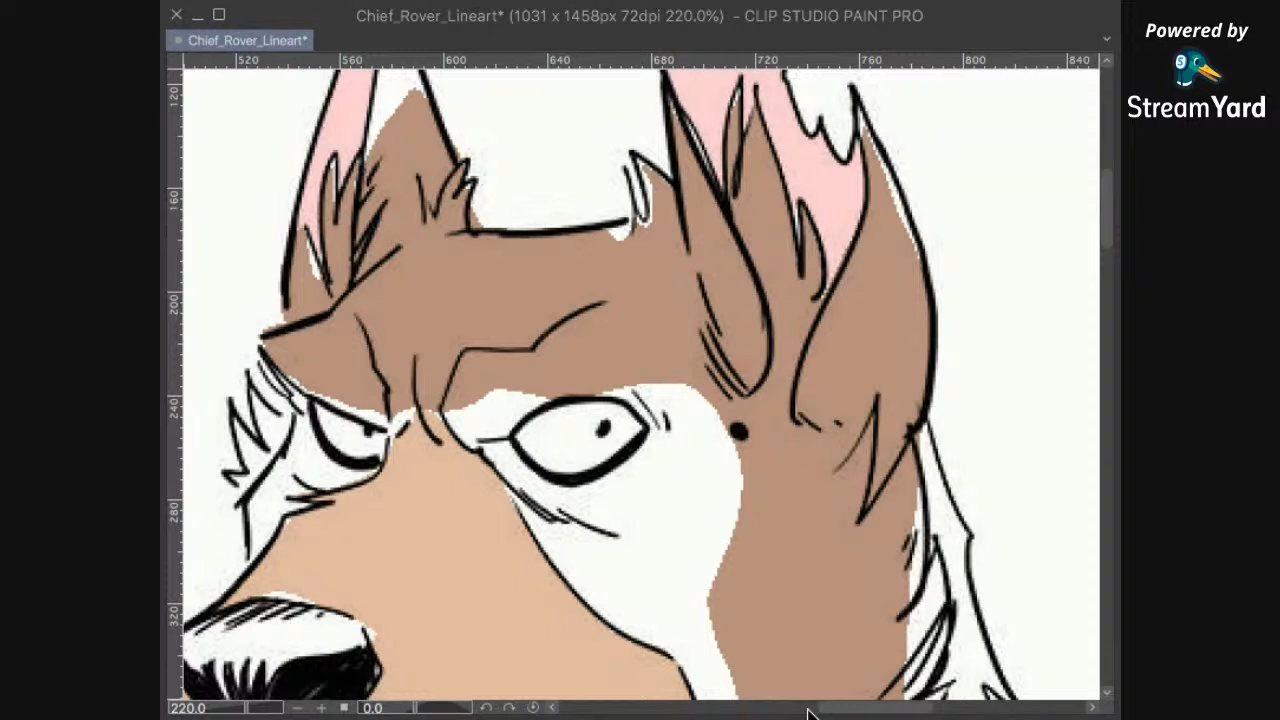 Chief_Rover_Lineart* (1031 x 1458px 72dpi 220.0%) - CLIP STUDIO PAINT PRO
Chief_Rover_Lineart*
520 560 600 640 680 720 760 800 840
120
160
200
240
280
320
220.0
0.0
Powered by
StreamYard